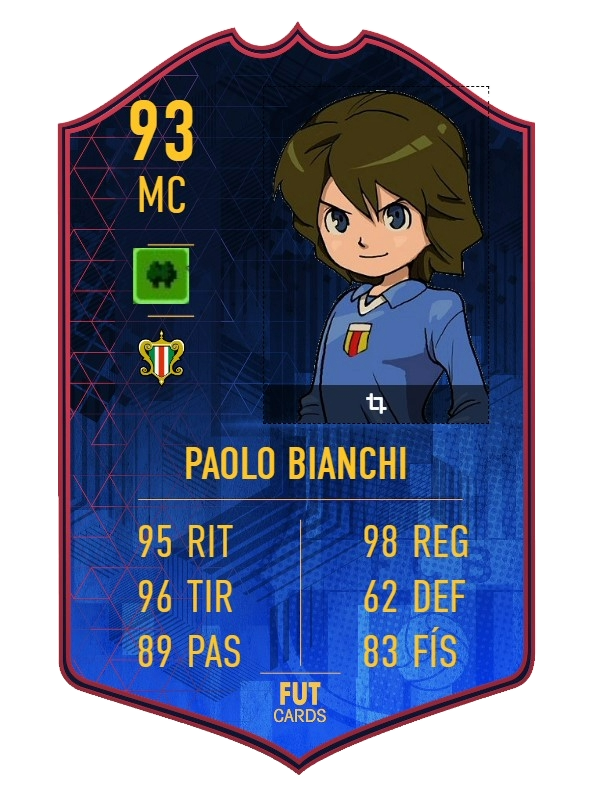 93
MC
PAOLO BIANCHI
95 RIT
96 TIR
89 PAS
98 REG
62 DEF
83 FÍS
FUT
CARDS